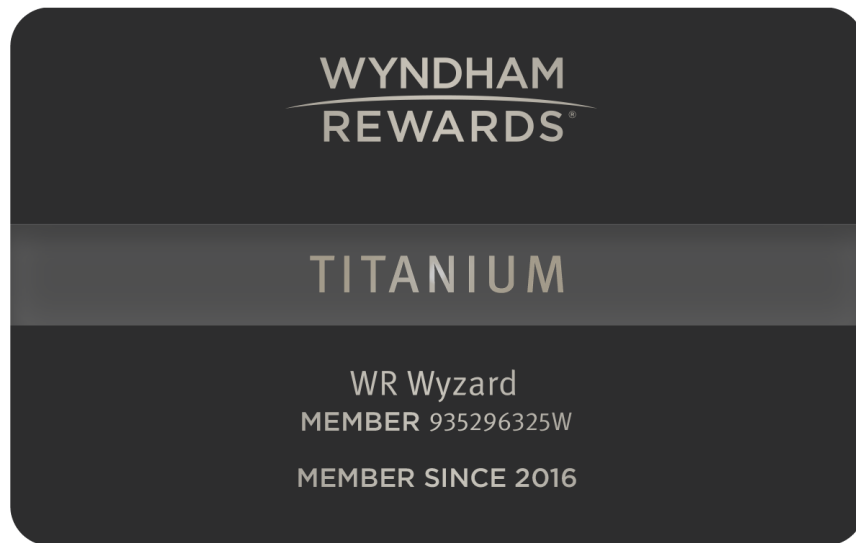 WYNDHAM
REWARDS®
TITANIUM
WR Wyzard
MEMBER 935296325W
MEMBER SINCE 2016